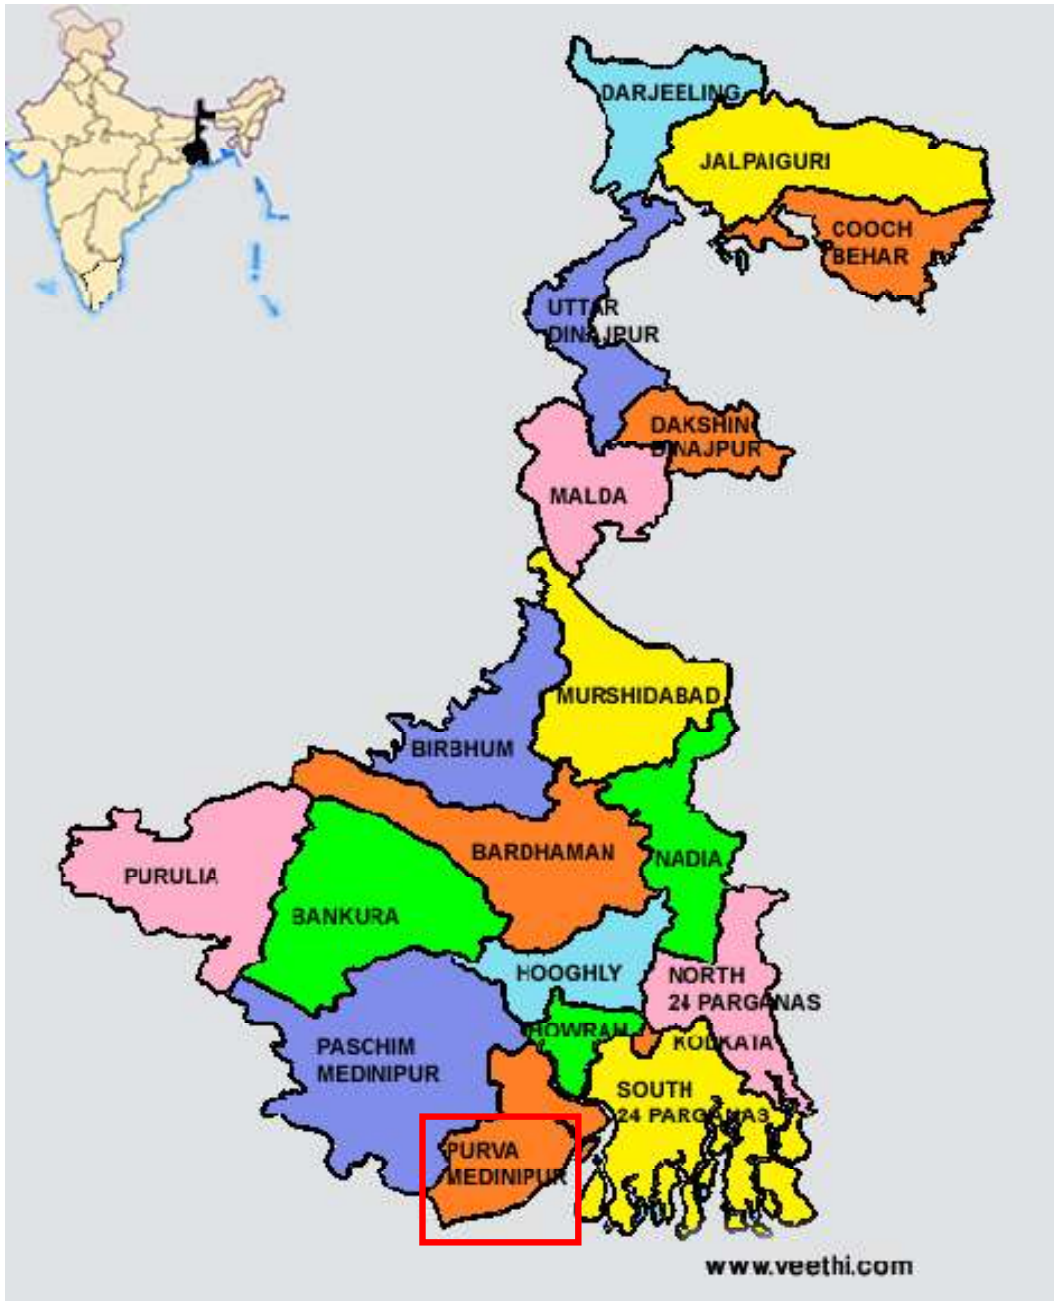 DARJEELING
JALPAIGURI
COOCH
BEHAR
UTTAR
DINAJPUR
DAKSHIN
DINAJPUR
MALDA
MURSHIDABAD
BIRBHUM
BARDHAMAN
NADIA
PURULIA
BANKURA
HOOGHLY
NORTH
24 PARGANAS
HOWRAH
KOLKATA
PASCHIM
MEDINIPUR
SOUTH
24 PARGANAS
PURVA
MEDINIPUR
www.veethi.com